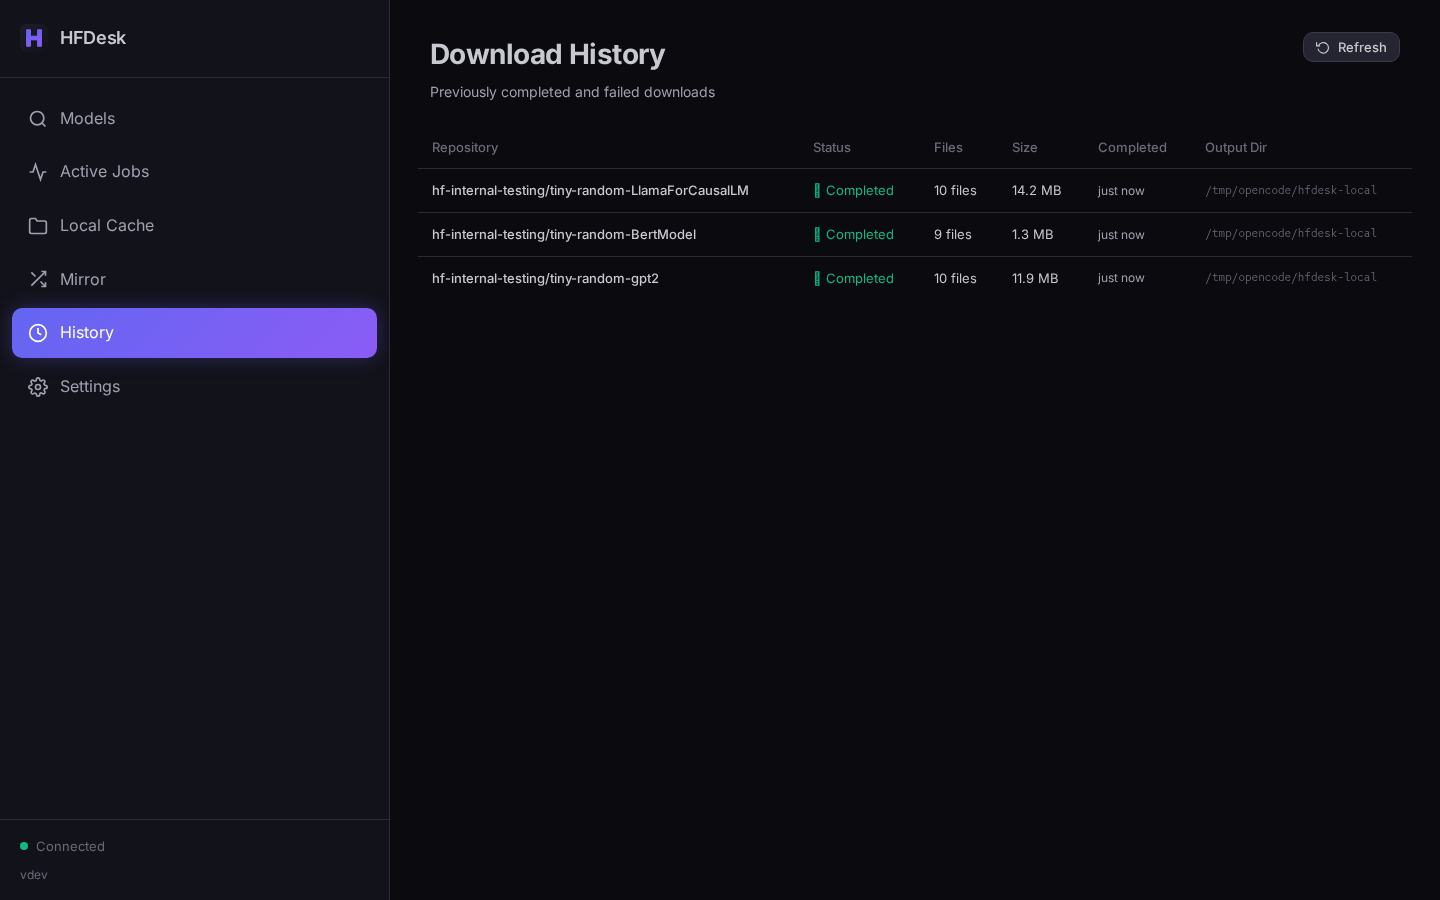 HFDesk
Models
Active Jobs
Local Cache
Mirror
History
Settings
Connected
vdev
Download History
Refresh
Previously completed and failed downloads
Repository Status Files Size Completed Output Dir
hf-internal-testing/tiny-random-LlamaForCausalLM Completed 10 files 14.2 MB just now /tmp/opencode/hfdesk-local
hf-internal-testing/tiny-random-BertModel Completed 9 files 1.3 MB just now /tmp/opencode/hfdesk-local
hf-internal-testing/tiny-random-gpt2 Completed 10 files 11.9 MB just now /tmp/opencode/hfdesk-local